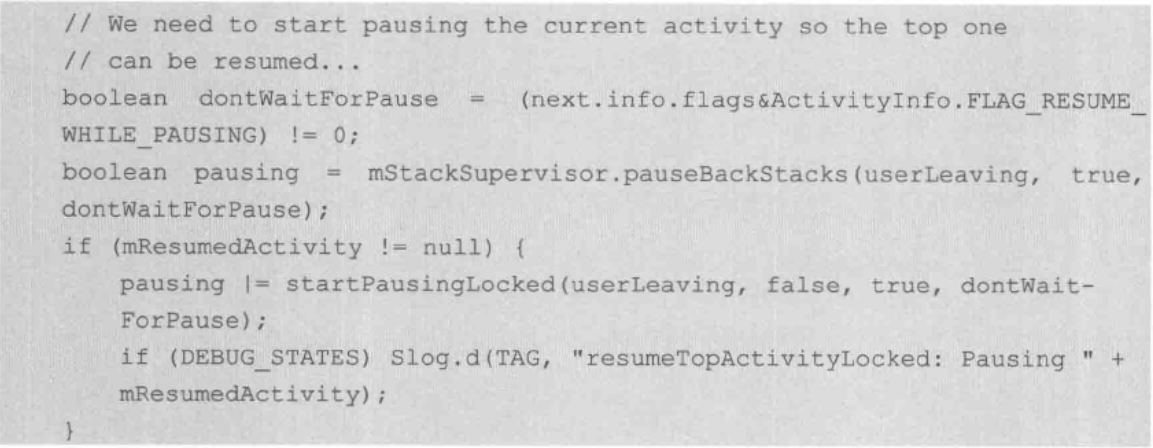 // We need to start pausing the current activity so the top one
// can be resumed...
boolean dontWaitForPause = (next.info.flags&ActivityInfo.FLAG_RESUME_
WHILE_PAUSING) != 0;
boolean pausing = mStackSupervisor.pauseBackStacks(userLeaving, true,
dontWaitForPause);
if (mResumedActivity != null) {
    pausing |= startPausingLocked(userLeaving, false, true, dontWait-
    ForPause);
    if (DEBUG_STATES) Slog.d(TAG, "resumeTopActivityLocked: Pausing " +
    mResumedActivity);
}